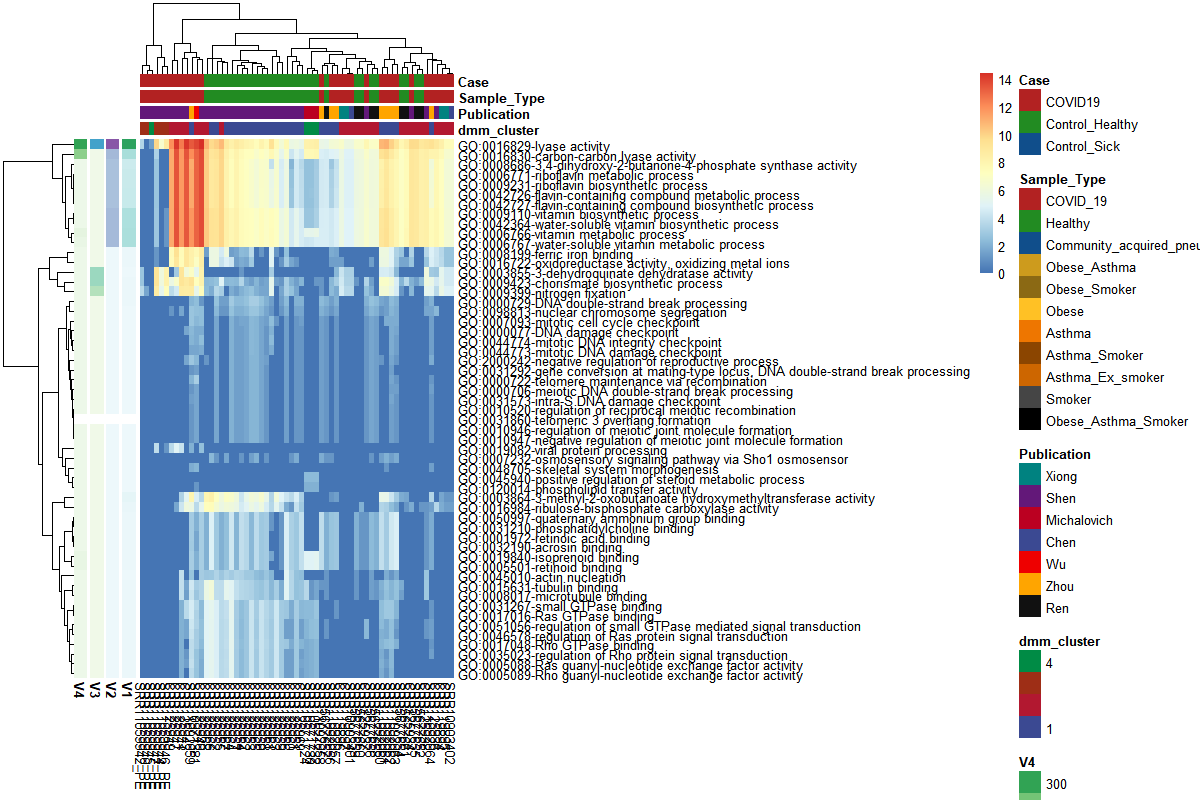 Case
Sample_Type
Publication
dmm_cluster
GO:0016829-lyase activity
GO:0016830-carbon-carbon lyase activity
GO:0008686-3,4-dihydroxy-2-butanone-4-phosphate synthase activity
GO:0006771-riboflavin metabolic process
GO:0009231-riboflavin biosynthetic process
GO:0042726-flavin-containing compound metabolic process
GO:0042727-flavin-containing compound biosynthetic process
GO:0009110-vitamin biosynthetic process
GO:0042364-water-soluble vitamin biosynthetic process
GO:0006766-vitamin metabolic process
GO:0006767-water-soluble vitamin metabolic process
GO:0008199-ferric iron binding
GO:0016722-oxidoreductase activity, oxidizing metal ions
GO:0003855-3-dehydroquinate dehydratase activity
GO:0009423-chorismate biosynthetic process
GO:0009399-nitrogen fixation
GO:0000729-DNA double-strand break processing
GO:0098813-nuclear chromosome segregation
GO:0007093-mitotic cell cycle checkpoint
GO:0000077-DNA damage checkpoint
GO:0044774-mitotic DNA integrity checkpoint
GO:0044773-mitotic DNA damage checkpoint
GO:2000242-negative regulation of reproductive process
GO:0031292-gene conversion at mating-type locus, DNA double-strand break processing
GO:0000722-telomere maintenance via recombination
GO:0000706-meiotic DNA double-strand break processing
GO:0031573-intra-S DNA damage checkpoint
GO:0010520-regulation of reciprocal meiotic recombination
GO:0031860-telomeric 3 overhang formation
GO:0010946-regulation of meiotic joint molecule formation
GO:0010947-negative regulation of meiotic joint molecule formation
GO:0019082-viral protein processing
GO:0007232-osmosensory signaling pathway via Sho1 osmosensor
GO:0048705-skeletal system morphogenesis
GO:0045940-positive regulation of steroid metabolic process
GO:0120014-phospholipid transfer activity
GO:0003864-3-methyl-2-oxobutanoate hydroxymethyltransferase activity
GO:0016984-ribulose-bisphosphate carboxylase activity
GO:0050997-quaternary ammonium group binding
GO:0031210-phosphatidylcholine binding
GO:0001972-retinoic acid binding
GO:0032190-acrosin binding
GO:0019840-isoprenoid binding
GO:0005501-retinoid binding
GO:0045010-actin nucleation
GO:0015631-tubulin binding
GO:0008017-microtubule binding
GO:0031267-small GTPase binding
GO:0017016-Ras GTPase binding
GO:0051056-regulation of small GTPase mediated signal transduction
GO:0046578-regulation of Ras protein signal transduction
GO:0017048-Rho GTPase binding
GO:0035023-regulation of Rho protein signal transduction
GO:0005088-Ras guanyl-nucleotide exchange factor activity
GO:0005089-Rho guanyl-nucleotide exchange factor activity
V4
V3
V2
V1
14
12
10
8
6
4
2
0
Case
COVID19
Control_Healthy
Control_Sick
Sample_Type
COVID_19
Healthy
Community_acquired_pneu
Obese_Asthma
Obese_Smoker
Obese
Asthma
Asthma_Smoker
Asthma_Ex_smoker
Smoker
Obese_Asthma_Smoker
Publication
Xiong
Shen
Michalovich
Chen
Wu
Zhou
Ren
dmm_cluster
4
1
V4
300